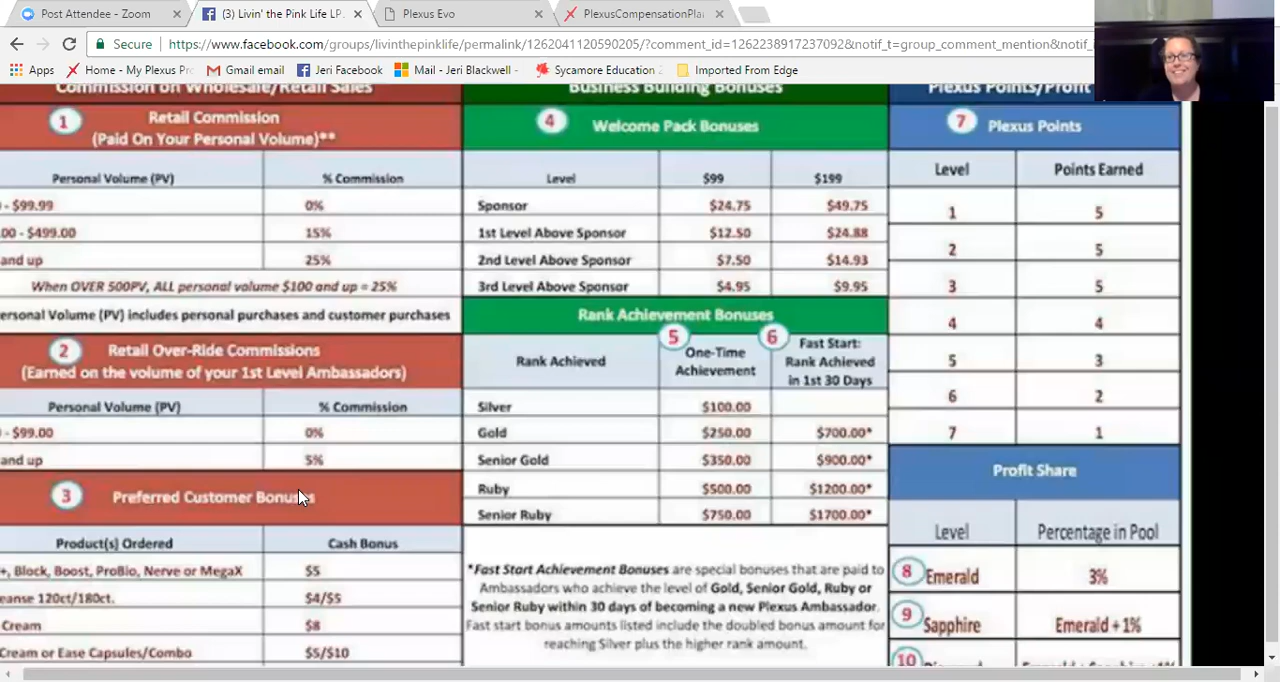 Post Attendee - Zoom
(3) Livin' the Pink Life LP
Plexus Evo
PlexusCompensationPla
Secure
https://www.facebook.com/groups/livinthepinklife/permalink/1262041120590205/?comment_id=1262238917237092&notif_t=group_comment_mention&notif_
Apps
Home - My Plexus Pr
Gmail email
Jeri Facebook
Sycamore Education
Imported From Edge
Commission on Wholesale/Retail Sales
1 Retail Commission
(Paid On Your Personal Volume)**
Personal Volume (PV) % Commission
- $99.99 0%
.00 - $499.00 15%
and up 25%
When OVER 500PV, ALL personal volume $100 and up = 25%
ersonal Volume (PV) includes personal purchases and customer purchases
2 Retail Over-Ride Commissions
(Earned on the volume of your 1st Level Ambassadors)
Personal Volume (PV) % Commission
- $99.00 0%
and up 5%
3 Preferred Customer Bonuses
Product(s) Ordered Cash Bonus
+, Block, Boost, ProBio, Nerve or MegaX $5
eanse 120ct/180ct. $4/$5
Cream $8
Cream or Ease Capsules/Combo $5/$10
Business Building Bonuses
4 Welcome Pack Bonuses
Level $99 $199
Sponsor $24.75 $49.75
1st Level Above Sponsor $12.50 $24.88
2nd Level Above Sponsor $7.50 $14.93
3rd Level Above Sponsor $4.95 $9.95
Rank Achievement Bonuses
5 6
Rank Achieved
One-Time
Achievement
Fast Start:
Rank Achieved
in 1st 30 Days
Silver $100.00
Gold $250.00 $700.00*
Senior Gold $350.00 $900.00*
Ruby $500.00 $1200.00*
Senior Ruby $750.00 $1700.00*
*Fast Start Achievement Bonuses are special bonuses that are paid to
Ambassadors who achieve the level of Gold, Senior Gold, Ruby or
Senior Ruby within 30 days of becoming a new Plexus Ambassador.
Fast start bonus amounts listed include the doubled bonus amount for
reaching Silver plus the higher rank amount.
Plexus Points/Profit
7 Plexus Points
Level Points Earned
1 5
2 5
3 5
4 4
5 3
6 2
7 1
Profit Share
Level Percentage in Pool
8 Emerald 3%
9 Sapphire Emerald + 1%
10